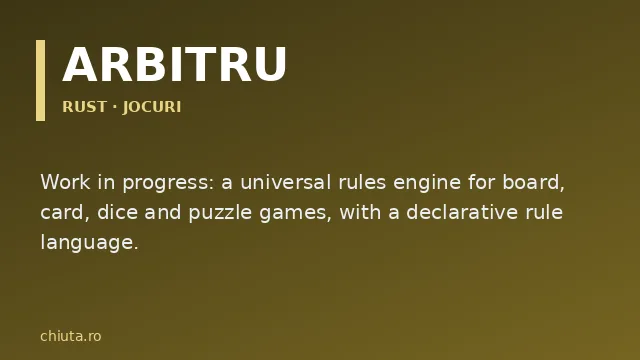 ARBITRU
RUST · JOCURI
Work in progress: a universal rules engine for board,
card, dice and puzzle games, with a declarative rule
language.
chiuta.ro